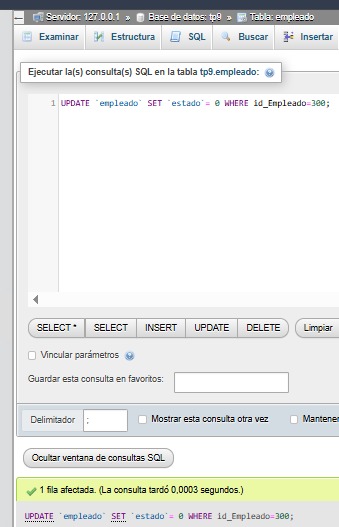 Servidor: 127.0.0.1 » Base de datos: tp9 » Tabla: empleado
Examinar Estructura SQL Buscar Insertar
Ejecutar la(s) consulta(s) SQL en la tabla tp9.empleado:
1 UPDATE `empleado` SET `estado`= 0 WHERE id_Empleado=300;
SELECT * SELECT INSERT UPDATE DELETE Limpiar
Vincular parámetros
Guardar esta consulta en favoritos:
Delimitador ; Mostrar esta consulta otra vez Mantener
Ocultar ventana de consultas SQL
1 fila afectada. (La consulta tardó 0,0003 segundos.)
UPDATE `empleado` SET `estado`= 0 WHERE id_Empleado=300;